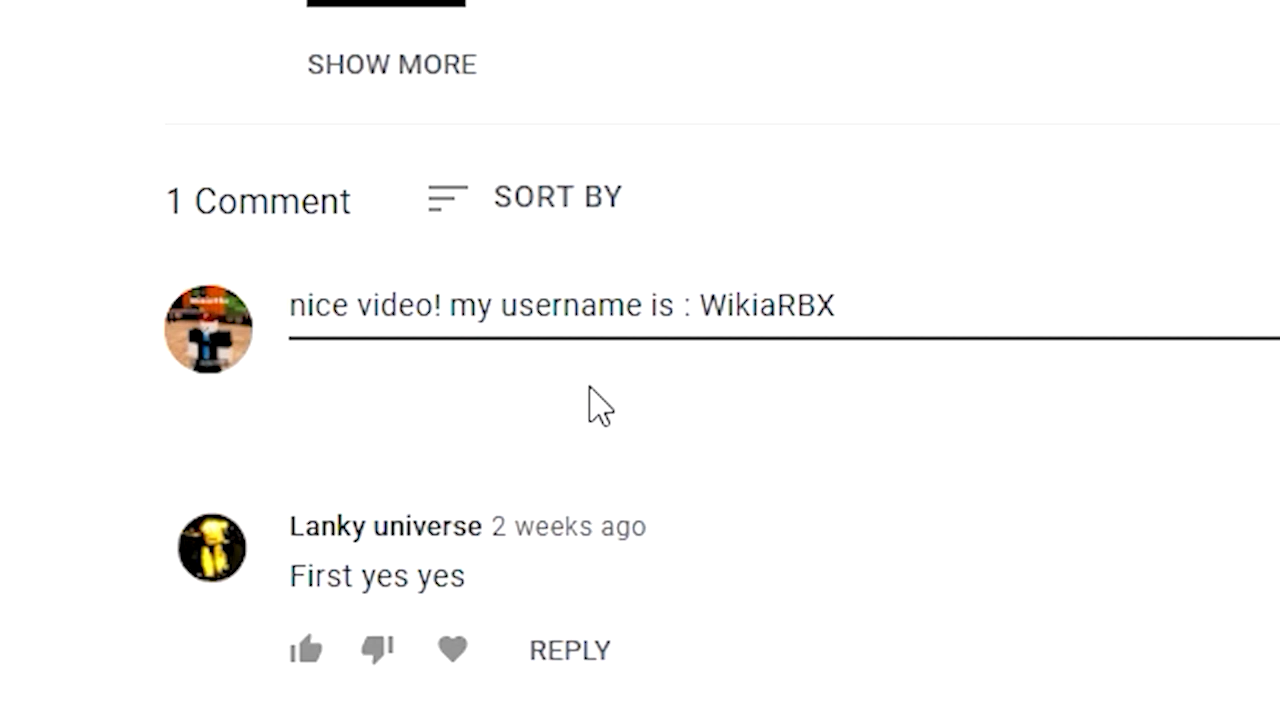 SHOW MORE
1 Comment
SORT BY
nice video! my username is : WikiaRBX
Lanky universe 2 weeks ago
First yes yes
REPLY